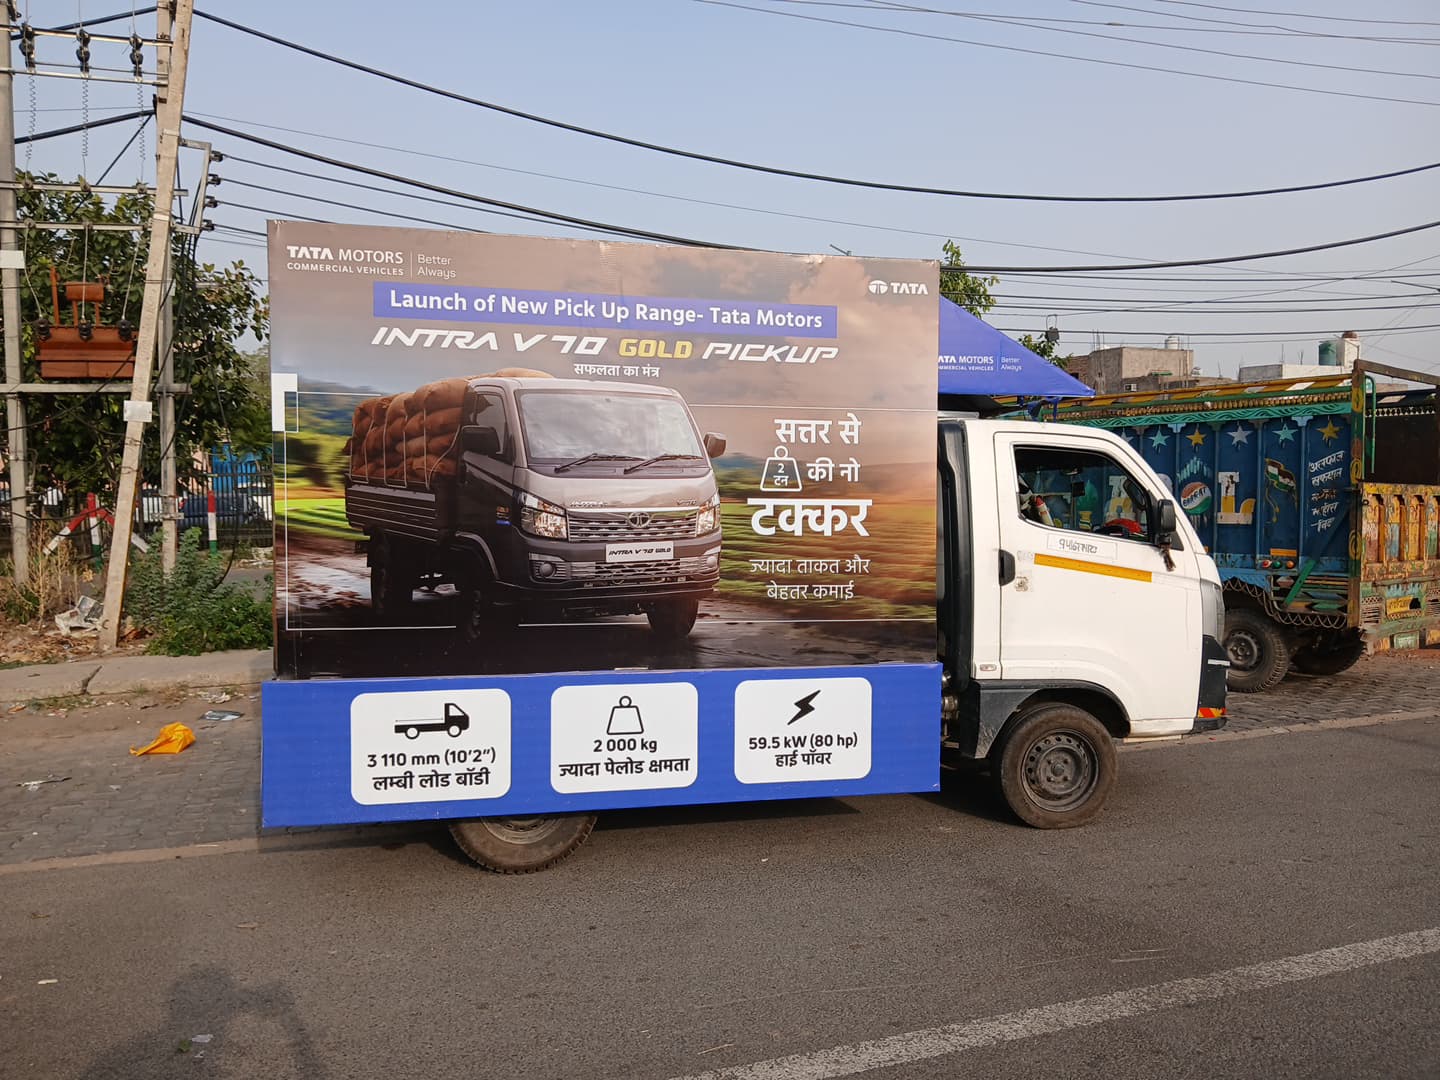 TATA MOTORS
COMMERCIAL VEHICLES
Better
Always
TATA
Launch of New Pick Up Range- Tata Motors
INTRA V70 GOLD PICKUP
सफलता का मंत्र
सत्तर से
2
टन
की नो
टक्कर
ज्यादा ताकत और
बेहतर कमाई
INTRA V70 GOLD
3 110 mm (10'2")
लम्बी लोड बॉडी
2 000 kg
ज्यादा पेलोड क्षमता
59.5 kW (80 hp)
हाई पॉवर
ATA MOTORS
MMERCIAL VEHICLES
Better
Always